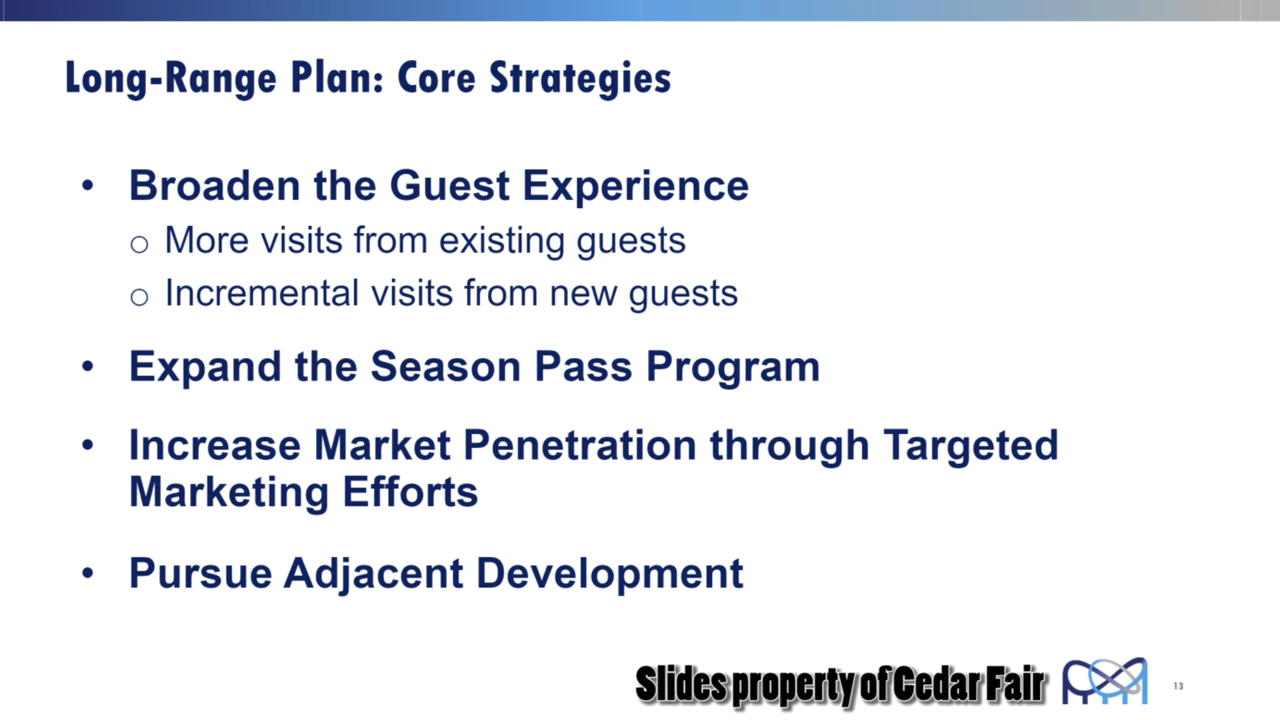 Long-Range Plan: Core Strategies
• Broaden the Guest Experience
o More visits from existing guests
o Incremental visits from new guests
• Expand the Season Pass Program
• Increase Market Penetration through Targeted
Marketing Efforts
• Pursue Adjacent Development
Slides property of Cedar Fair
13